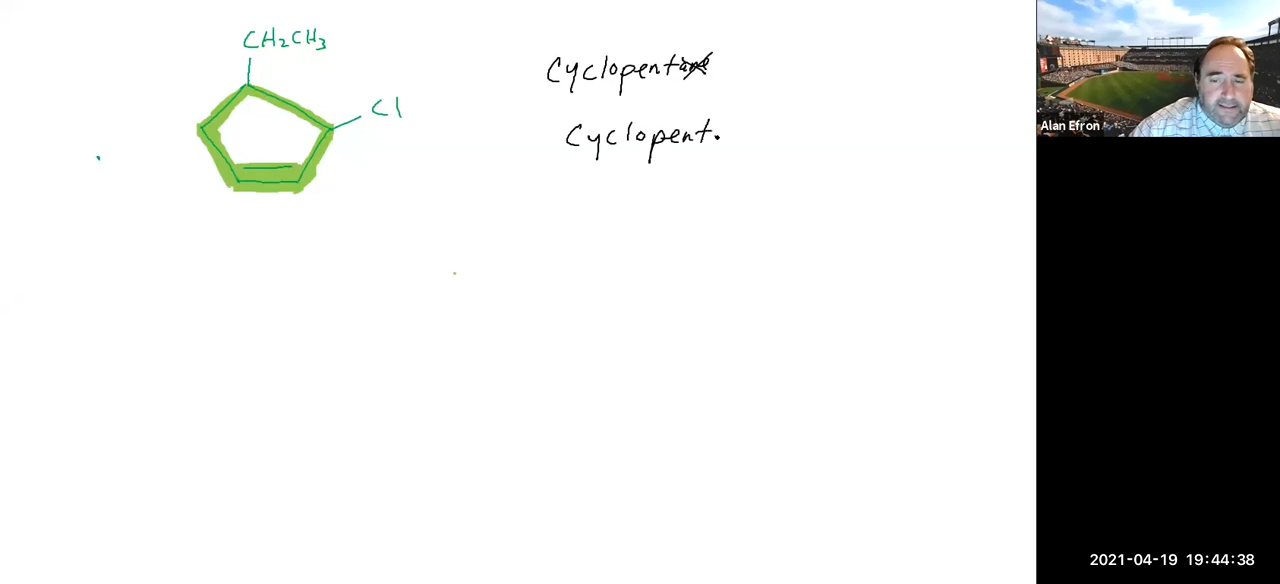 CH₂CH₃
Cl
Cyclopentane
Cyclopent.
Alan Efron
2021-04-19 19:44:38